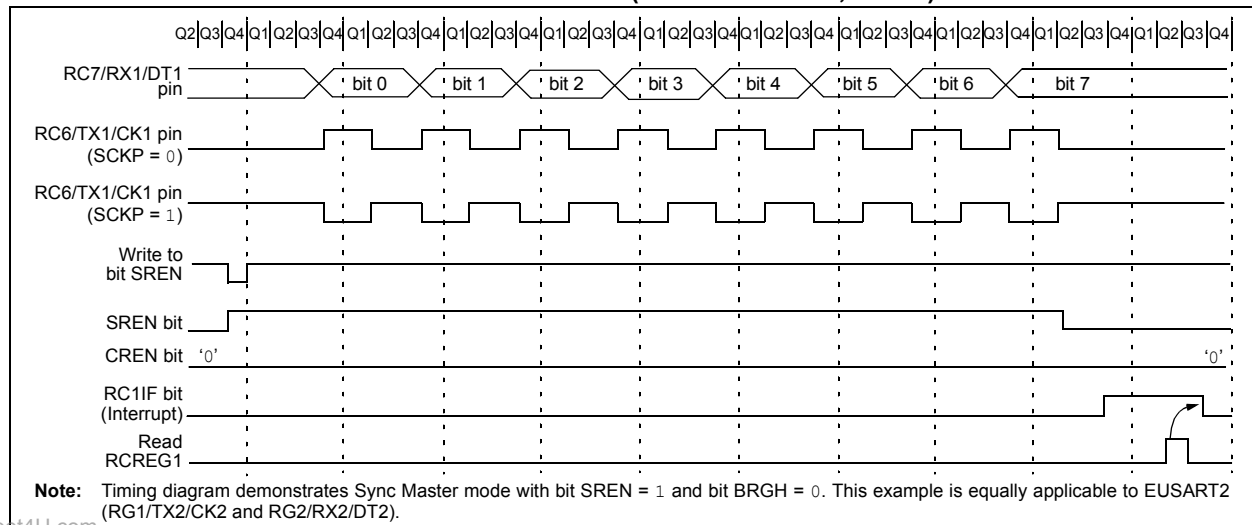 Q2 Q3 Q4 Q1 Q2 Q3 Q4 Q1 Q2 Q3 Q4 Q1 Q2 Q3 Q4 Q1 Q2 Q3 Q4 Q1 Q2 Q3 Q4 Q1 Q2 Q3 Q4 Q1 Q2 Q3 Q4 Q1 Q2 Q3 Q4 Q1 Q2 Q3 Q4 Q1 Q2 Q3 Q4
RC7/RX1/DT1
pin
bit 0 bit 1 bit 2 bit 3 bit 4 bit 5 bit 6 bit 7
RC6/TX1/CK1 pin
(SCKP = 0)
RC6/TX1/CK1 pin
(SCKP = 1)
Write to
bit SREN
SREN bit
CREN bit ‘0’ ‘0’
RC1IF bit
(Interrupt)
Read
RCREG1
Note: Timing diagram demonstrates Sync Master mode with bit SREN = 1 and bit BRGH = 0. This example is equally applicable to EUSART2
(RG1/TX2/CK2 and RG2/RX2/DT2).